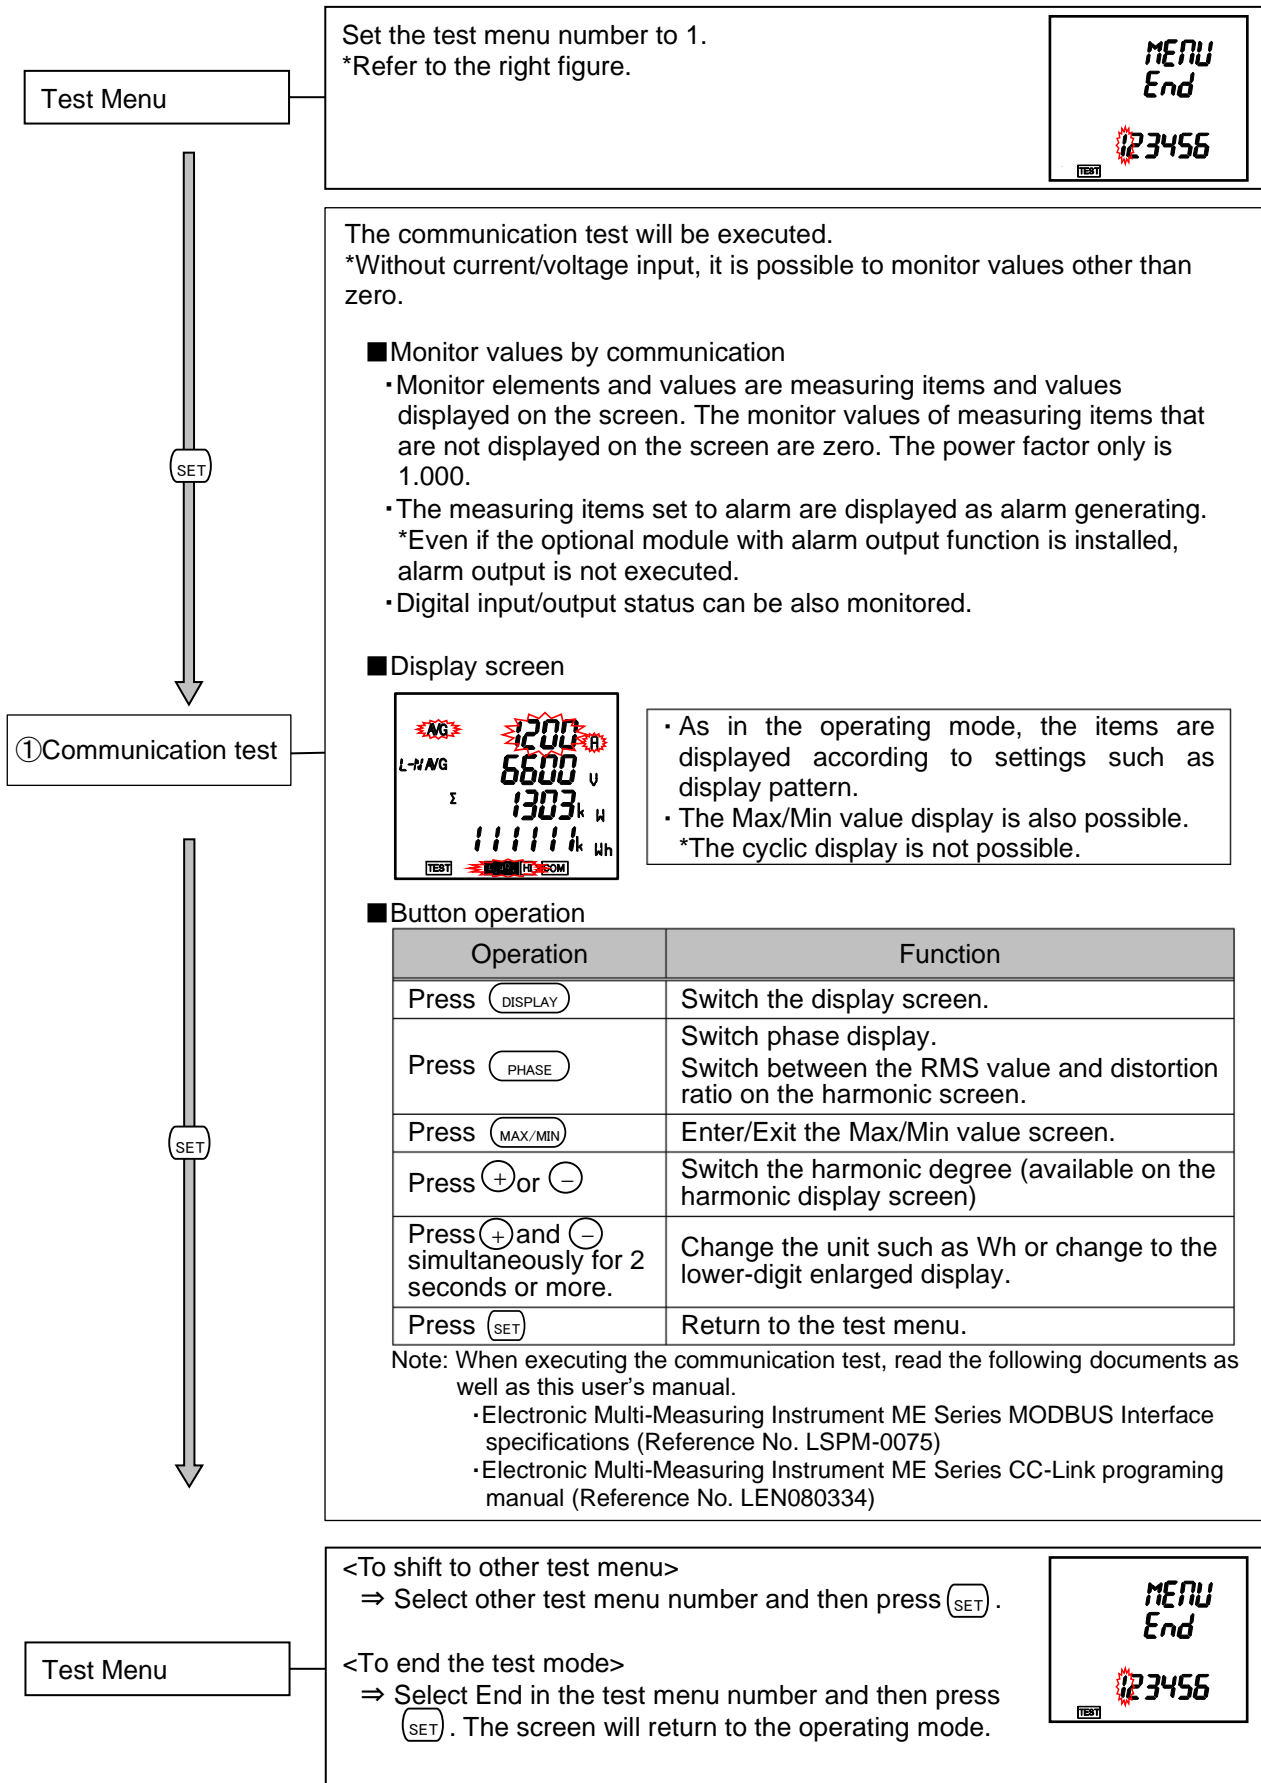 Test Menu
Set the test menu number to 1.
*Refer to the right figure.
MENU
End
123456
TEST
SET
①Communication test
The communication test will be executed.
*Without current/voltage input, it is possible to monitor values other than
zero.
■Monitor values by communication
・Monitor elements and values are measuring items and values
displayed on the screen. The monitor values of measuring items that
are not displayed on the screen are zero. The power factor only is
1.000.
・The measuring items set to alarm are displayed as alarm generating.
*Even if the optional module with alarm output function is installed,
alarm output is not executed.
・Digital input/output status can be also monitored.
■Display screen
AVG 1200 A
L-N AVG 6600 V
Σ 1303 k W
111111 k Wh
TEST HI COM
・As in the operating mode, the items are
displayed according to settings such as
display pattern.
・The Max/Min value display is also possible.
*The cyclic display is not possible.
■Button operation
Operation Function
Press DISPLAY Switch the display screen.
Press PHASE Switch phase display.
Switch between the RMS value and distortion
ratio on the harmonic screen.
Press MAX/MIN Enter/Exit the Max/Min value screen.
Press + or − Switch the harmonic degree (available on the
harmonic display screen)
Press + and −
simultaneously for 2
seconds or more.
Change the unit such as Wh or change to the
lower-digit enlarged display.
Press SET Return to the test menu.
Note: When executing the communication test, read the following documents as
well as this user's manual.
・Electronic Multi-Measuring Instrument ME Series MODBUS Interface
specifications (Reference No. LSPM-0075)
・Electronic Multi-Measuring Instrument ME Series CC-Link programing
manual (Reference No. LEN080334)
SET
Test Menu
<To shift to other test menu>
⇒ Select other test menu number and then press SET .
<To end the test mode>
⇒ Select End in the test menu number and then press
SET . The screen will return to the operating mode.
MENU
End
123456
TEST